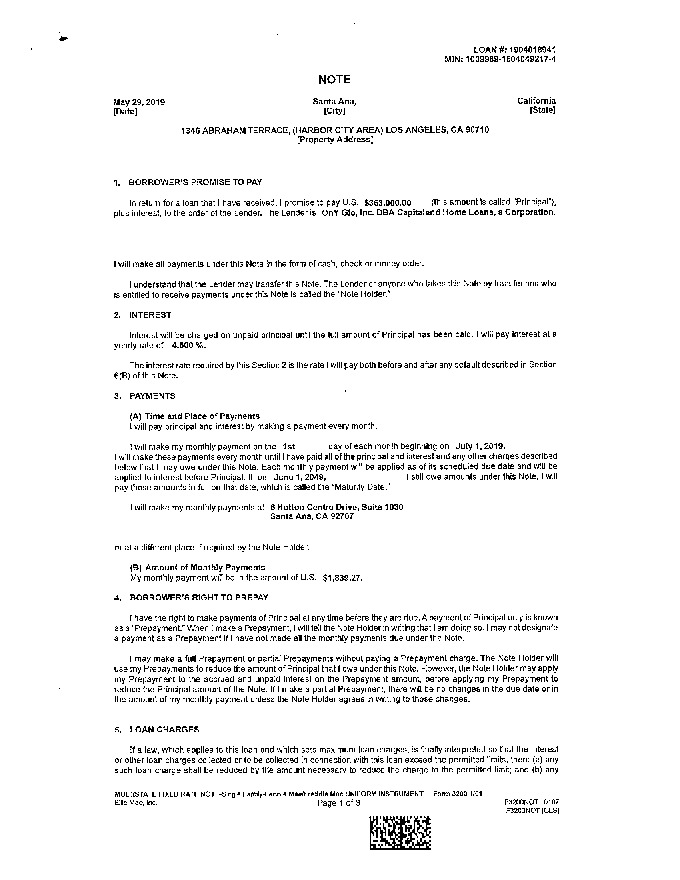 LOAN #: 1904018941
MIN: 1009989-1904049217-4
NOTE
May 29, 2019 Santa Ana, California
[Date] [City] [State]
1346 ABRAHAM TERRACE, (HARBOR CITY AREA) LOS ANGELES, CA 90710
[Property Address]
1. BORROWER'S PROMISE TO PAY
In return for a loan that I have received, I promise to pay U.S. $363,000.00 (this amount is called "Principal"),
plus interest, to the order of the Lender. The Lender is On Y Glo, Inc. DBA Capital and Home Loans, a Corporation.
I will make all payments under this Note in the form of cash, check or money order.
I understand that the Lender may transfer this Note. The Lender or anyone who takes this Note by transfer and who
is entitled to receive payments under this Note is called the "Note Holder."
2. INTEREST
Interest will be charged on unpaid principal until the full amount of Principal has been paid. I will pay interest at a
yearly rate of 4.500 %.
The interest rate required by this Section 2 is the rate I will pay both before and after any default described in Section
6(B) of this Note.
3. PAYMENTS
(A) Time and Place of Payments
I will pay principal and interest by making a payment every month.
I will make my monthly payment on the 1st day of each month beginning on July 1, 2019.
I will make these payments every month until I have paid all of the principal and interest and any other charges described
below that I may owe under this Note. Each monthly payment will be applied as of its scheduled due date and will be
applied to interest before Principal. If, on June 1, 2049, I still owe amounts under this Note, I will
pay those amounts in full on that date, which is called the "Maturity Date."
I will make my monthly payments at 6 Hutton Centre Drive, Suite 1030
Santa Ana, CA 92707
or at a different place if required by the Note Holder.
(B) Amount of Monthly Payments
My monthly payment will be in the amount of U.S. $1,839.27.
4. BORROWER'S RIGHT TO PREPAY
I have the right to make payments of Principal at any time before they are due. A payment of Principal only is known
as a "Prepayment." When I make a Prepayment, I will tell the Note Holder in writing that I am doing so. I may not designate
a payment as a Prepayment if I have not made all the monthly payments due under the Note.
I may make a full Prepayment or partial Prepayments without paying a Prepayment charge. The Note Holder will
use my Prepayments to reduce the amount of Principal that I owe under this Note. However, the Note Holder may apply
my Prepayment to the accrued and unpaid interest on the Prepayment amount, before applying my Prepayment to
reduce the Principal amount of the Note. If I make a partial Prepayment, there will be no changes in the due date or in
the amount of my monthly payment unless the Note Holder agrees in writing to those changes.
5. LOAN CHARGES
If a law, which applies to this loan and which sets maximum loan charges, is finally interpreted so that the interest
or other loan charges collected or to be collected in connection with this loan exceed the permitted limits, then: (a) any
such loan charge shall be reduced by the amount necessary to reduce the charge to the permitted limit; and (b) any
MULTISTATE FIXED RATE NOTE -Single Family- Fannie Mae/Freddie Mac UNIFORM INSTRUMENT Form 3200 1/01
Ellie Mae, Inc. Page 1 of 3 F3200NOT 0107
F3200NOT (CLS)